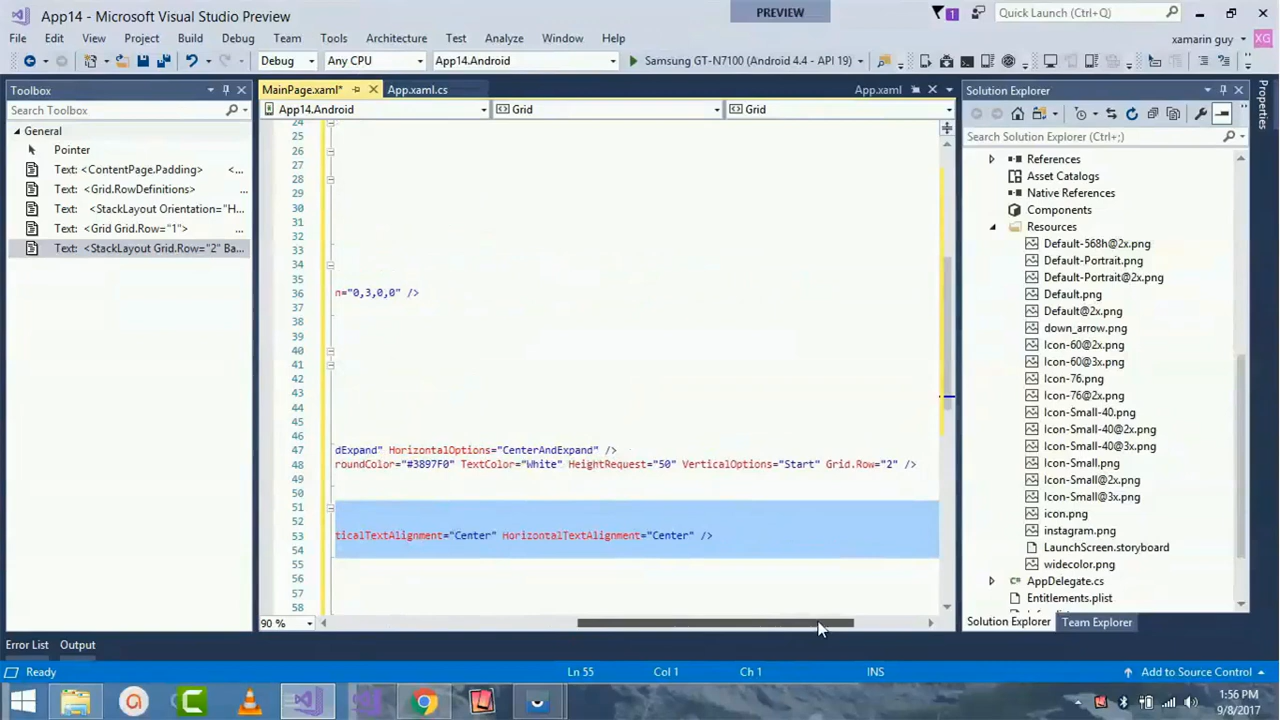 App14 - Microsoft Visual Studio Preview
PREVIEW
1
Quick Launch (Ctrl+Q)
File Edit View Project Build Debug Team Tools Architecture Test Analyze Window Help
xamarin guy XG
Debug Any CPU App14.Android Samsung GT-N7100 (Android 4.4 - API 19)
Toolbox
Search Toolbox
General
Pointer
Text: <ContentPage.Padding> <...
Text: <Grid.RowDefinitions> ...
Text: <StackLayout Orientation="H...
Text: <Grid Grid.Row="1"> ...
Text: <StackLayout Grid.Row="2" Ba...
MainPage.xaml* App.xaml.cs App.xaml
App14.Android Grid Grid
24
25
26
27
28
29
30
31
32
33
34
35
36 n="0,3,0,0" />
37
38
39
40
41
42
43
44
45
46
47 dExpand" HorizontalOptions="CenterAndExpand" />
48 roundColor="#3897F0" TextColor="White" HeightRequest="50" VerticalOptions="Start" Grid.Row="2" />
49
50
51
52
53 ticalTextAlignment="Center" HorizontalTextAlignment="Center" />
54
55
56
57
58
90 %
Solution Explorer
Search Solution Explorer (Ctrl+;)
References
Asset Catalogs
Native References
Components
Resources
Default-568h@2x.png
Default-Portrait.png
Default-Portrait@2x.png
Default.png
Default@2x.png
down_arrow.png
Icon-60@2x.png
Icon-60@3x.png
Icon-76.png
Icon-76@2x.png
Icon-Small-40.png
Icon-Small-40@2x.png
Icon-Small-40@3x.png
Icon-Small.png
Icon-Small@2x.png
Icon-Small@3x.png
icon.png
instagram.png
LaunchScreen.storyboard
widecolor.png
AppDelegate.cs
Entitlements.plist
Solution Explorer Team Explorer
Properties
Error List Output
Ready Ln 55 Col 1 Ch 1 INS Add to Source Control
1:56 PM
9/8/2017